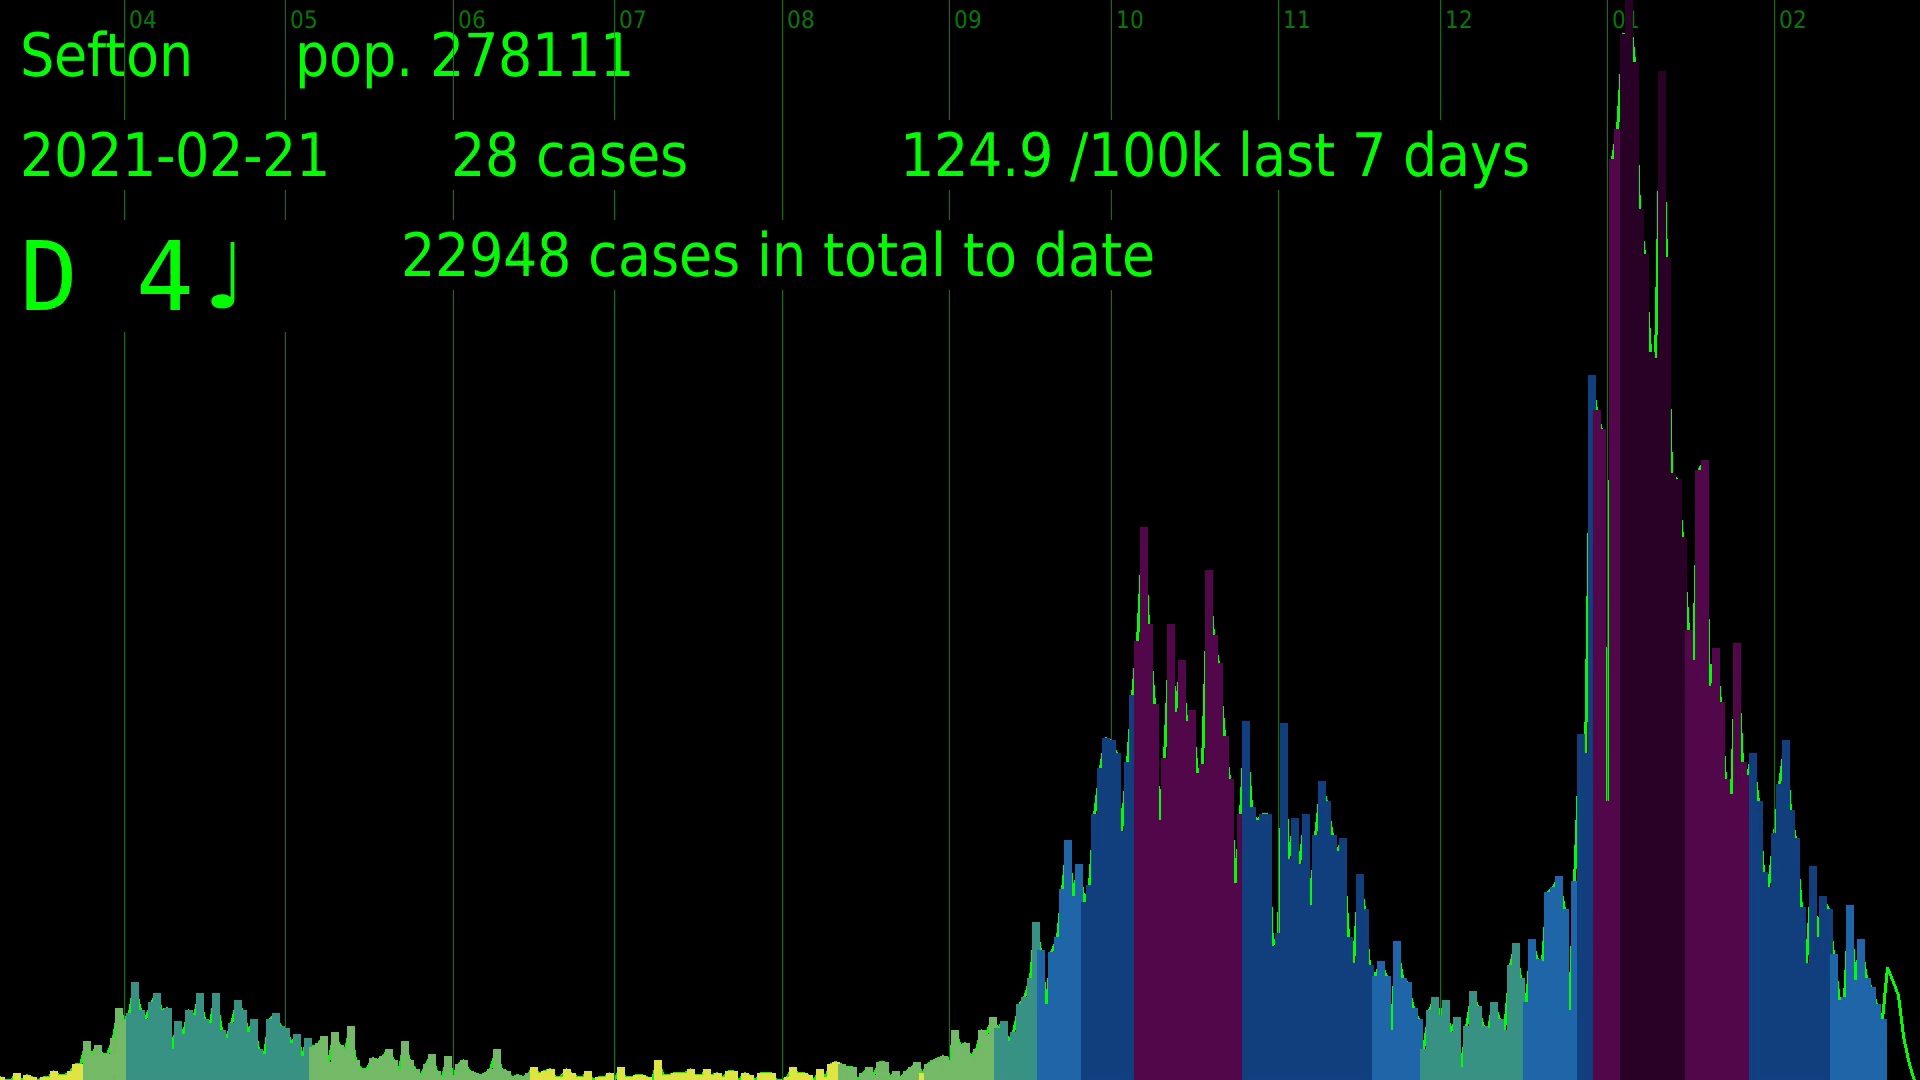 04 05 06 07 08 09 10 11 12 01 02
Sefton pop. 278111
2021-02-21 28 cases 124.9 /100k last 7 days
D 4♩ 22948 cases in total to date